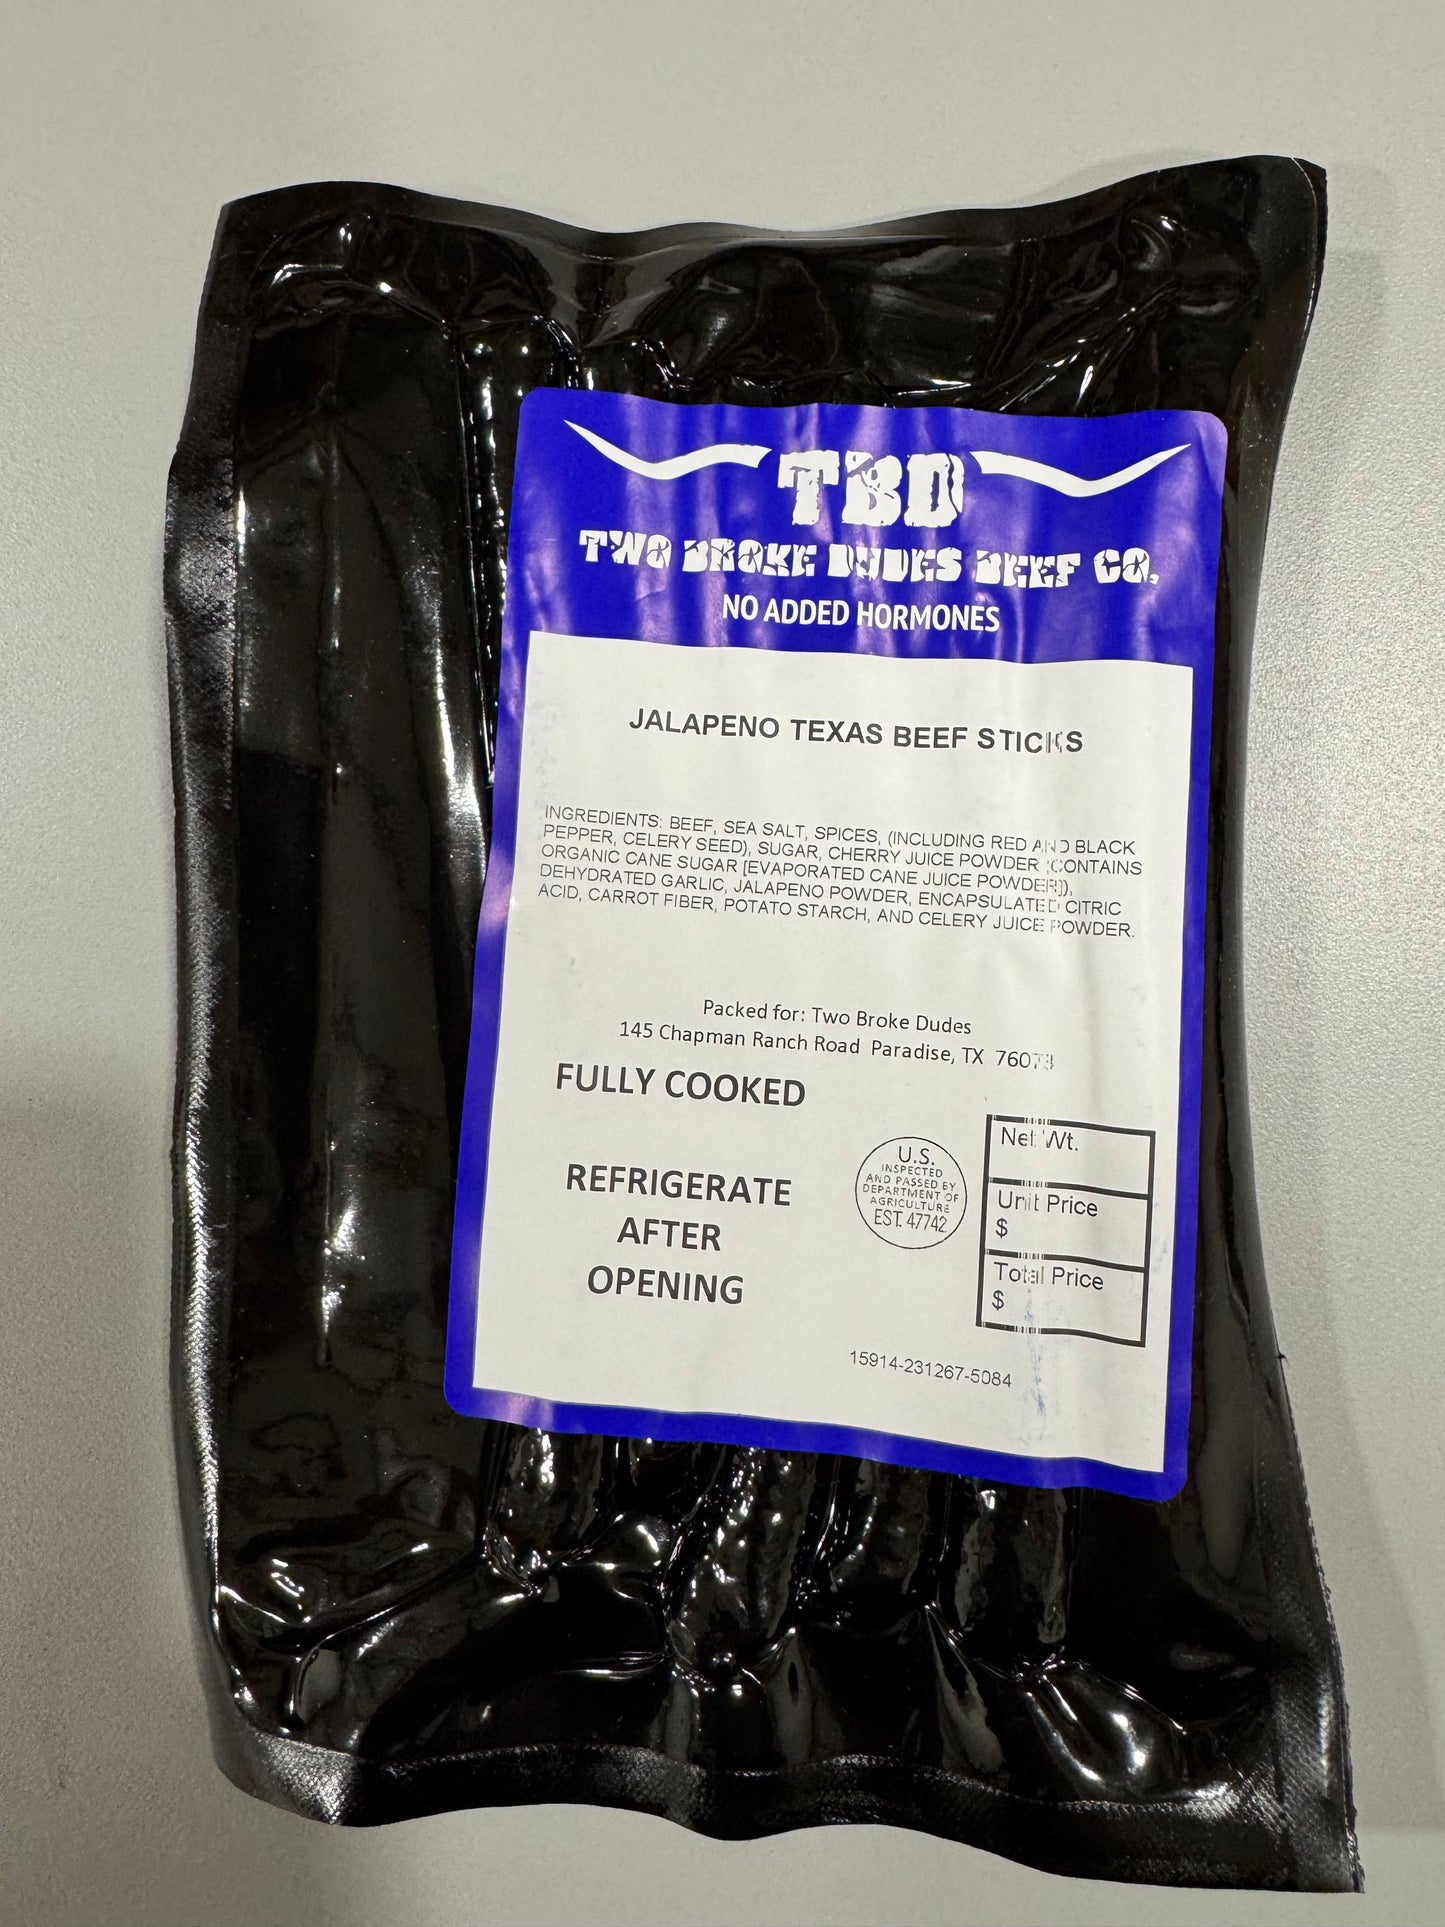 TBD
TWO BROKE DUDES BEEF CO.
NO ADDED HORMONES
JALAPENO TEXAS BEEF STICKS
INGREDIENTS: BEEF, SEA SALT, SPICES, (INCLUDING RED AND BLACK
PEPPER, CELERY SEED), SUGAR, CHERRY JUICE POWDER (CONTAINS
ORGANIC CANE SUGAR [EVAPORATED CANE JUICE POWDER]),
DEHYDRATED GARLIC, JALAPENO POWDER, ENCAPSULATED CITRIC
ACID, CARROT FIBER, POTATO STARCH, AND CELERY JUICE POWDER.
Packed for: Two Broke Dudes
145 Chapman Ranch Road Paradise, TX 76073
FULLY COOKED
REFRIGERATE
AFTER
OPENING
U.S.
INSPECTED
AND PASSED BY
DEPARTMENT OF
AGRICULTURE
EST. 47742
Net Wt.
Unit Price
$
Total Price
$
15914-231267-5084